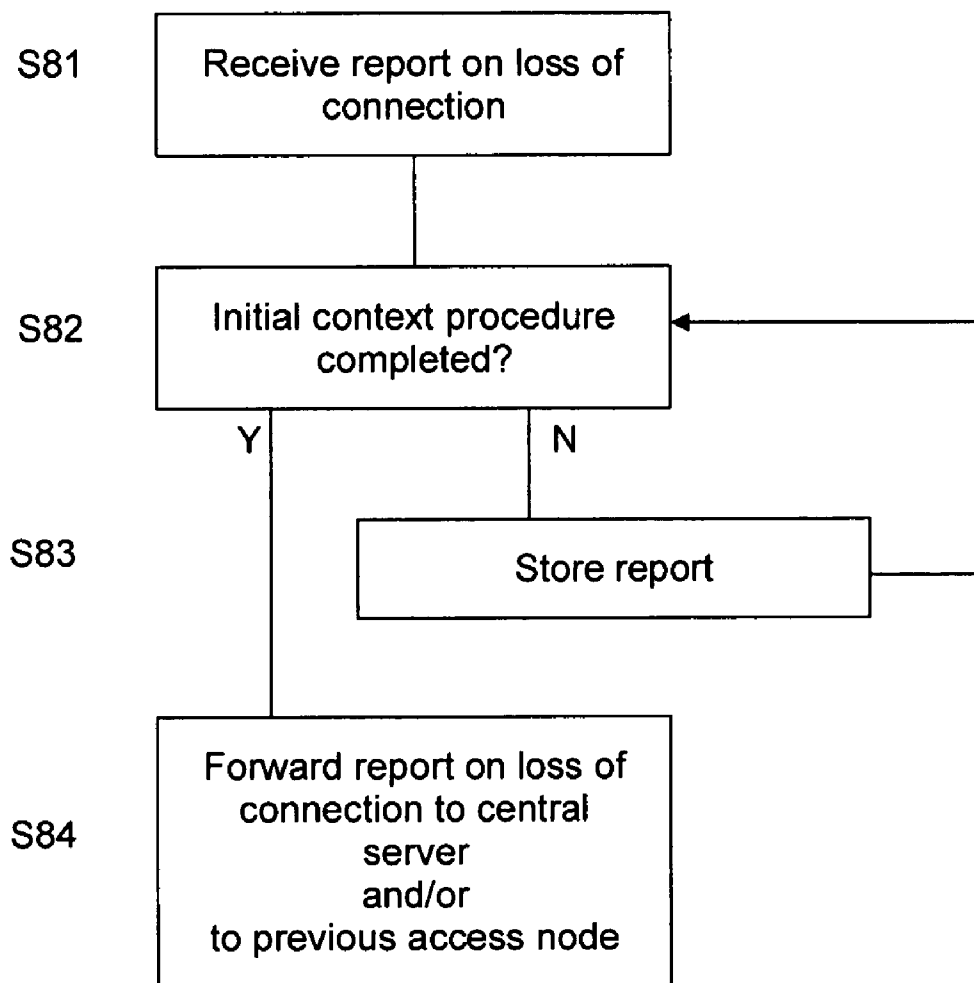 S81
Receive report on loss of
connection
S82
Initial context procedure
completed?
Y
N
S83
Store report
S84
Forward report on loss of
connection to central
server
and/or
to previous access node